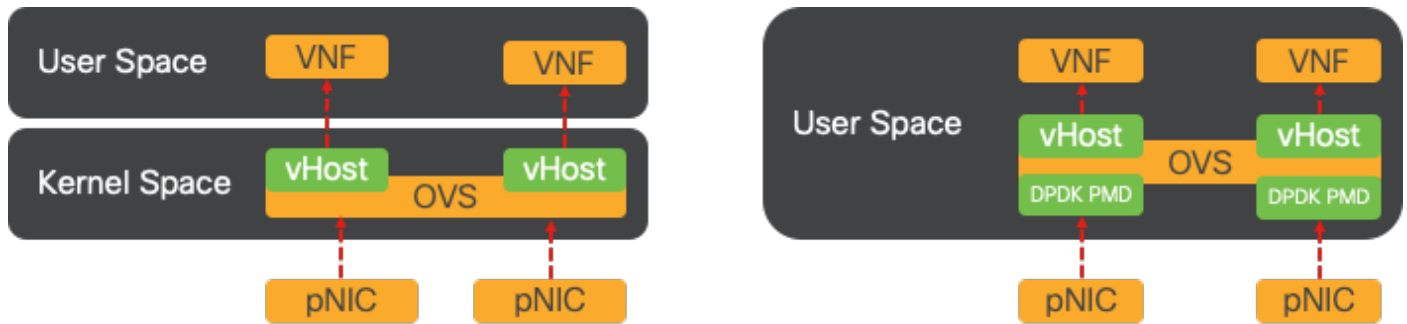 User Space
VNF
VNF
Kernel Space
vHost
vHost
OVS
pNIC
pNIC
User Space
VNF
VNF
vHost
vHost
OVS
DPDK PMD
DPDK PMD
pNIC
pNIC